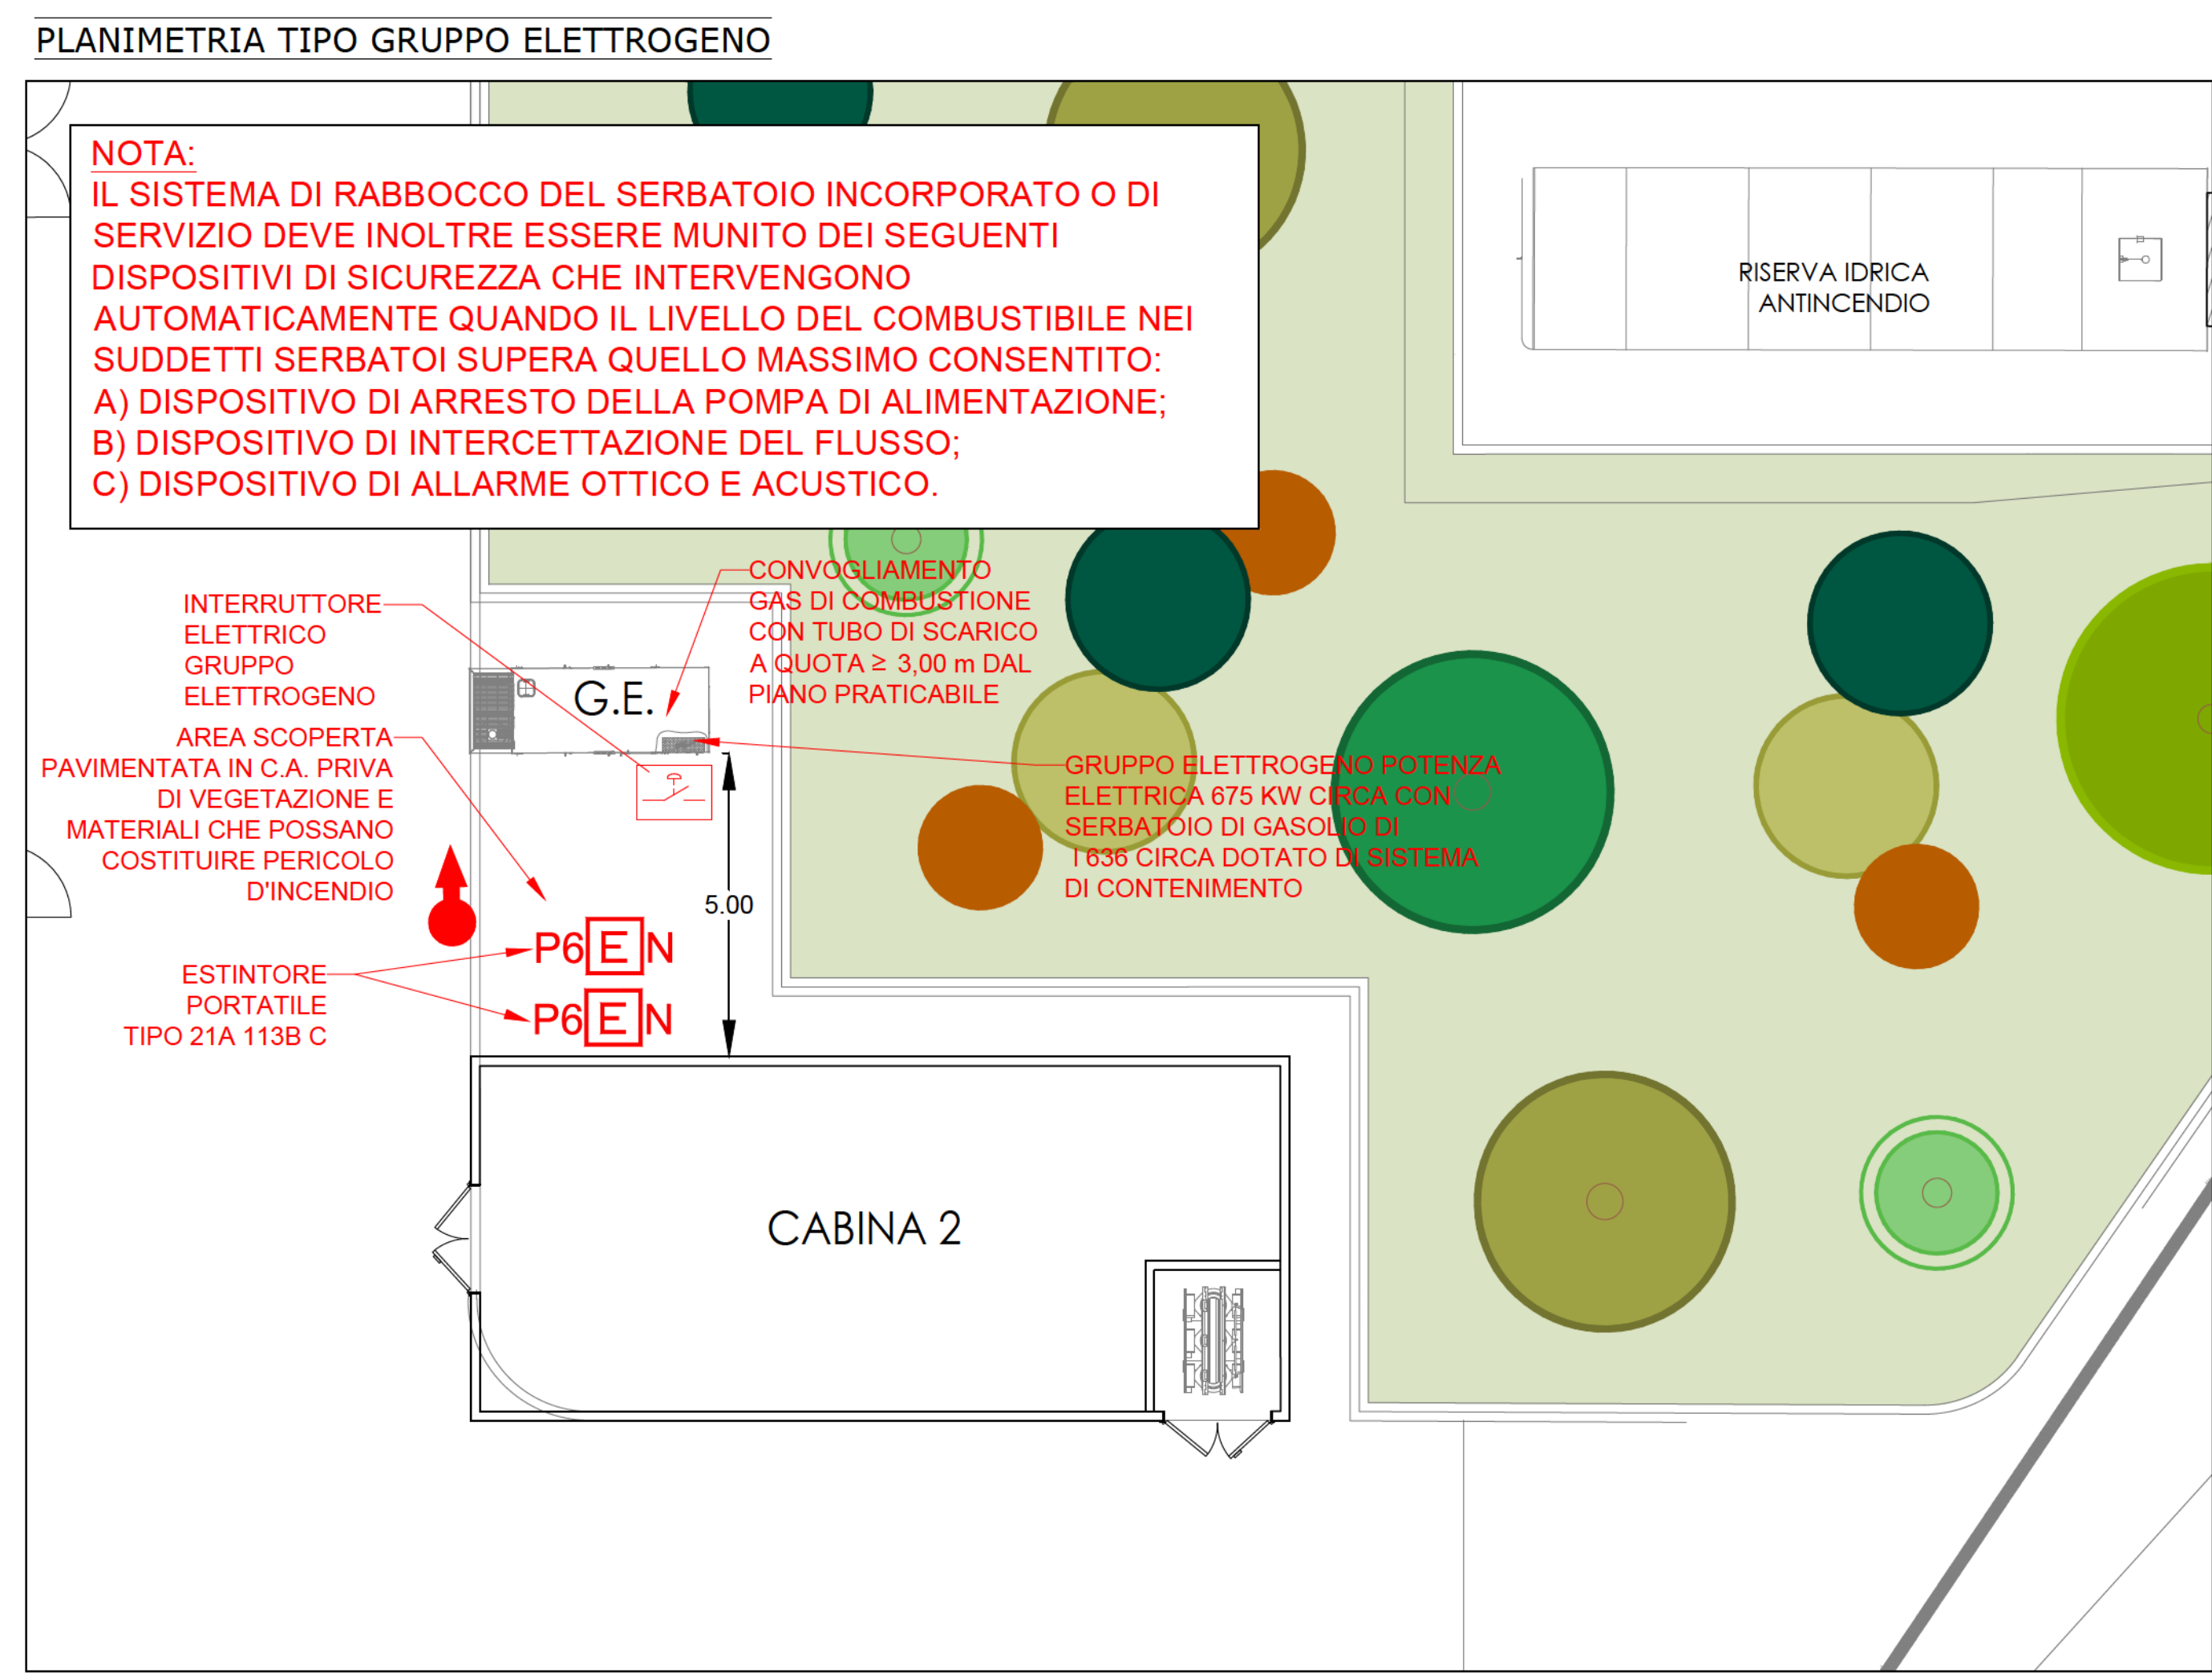 PLANIMETRIA TIPO GRUPPO ELETTROGENO
NOTA:
IL SISTEMA DI RABBOCCO DEL SERBATOIO INCORPORATO O DI
SERVIZIO DEVE INOLTRE ESSERE MUNITO DEI SEGUENTI
DISPOSITIVI DI SICUREZZA CHE INTERVENGONO
AUTOMATICAMENTE QUANDO IL LIVELLO DEL COMBUSTIBILE NEI
SUDDETTI SERBATOI SUPERA QUELLO MASSIMO CONSENTITO:
A) DISPOSITIVO DI ARRESTO DELLA POMPA DI ALIMENTAZIONE;
B) DISPOSITIVO DI INTERCETTAZIONE DEL FLUSSO;
C) DISPOSITIVO DI ALLARME OTTICO E ACUSTICO.
RISERVA IDRICA
ANTINCENDIO
CONVOGLIAMENTO
GAS DI COMBUSTIONE
CON TUBO DI SCARICO
A QUOTA ≥ 3,00 m DAL
PIANO PRATICABILE
INTERRUTTORE
ELETTRICO
GRUPPO
ELETTROGENO
G.E.
AREA SCOPERTA
PAVIMENTATA IN C.A. PRIVA
DI VEGETAZIONE E
MATERIALI CHE POSSANO
COSTITUIRE PERICOLO
D'INCENDIO
GRUPPO ELETTROGENO POTENZA
ELETTRICA 675 KW CIRCA CON
SERBATOIO DI GASOLIO DI
l 636 CIRCA DOTATO DI SISTEMA
DI CONTENIMENTO
5.00
P6 E N
P6 E N
ESTINTORE
PORTATILE
TIPO 21A 113B C
CABINA 2